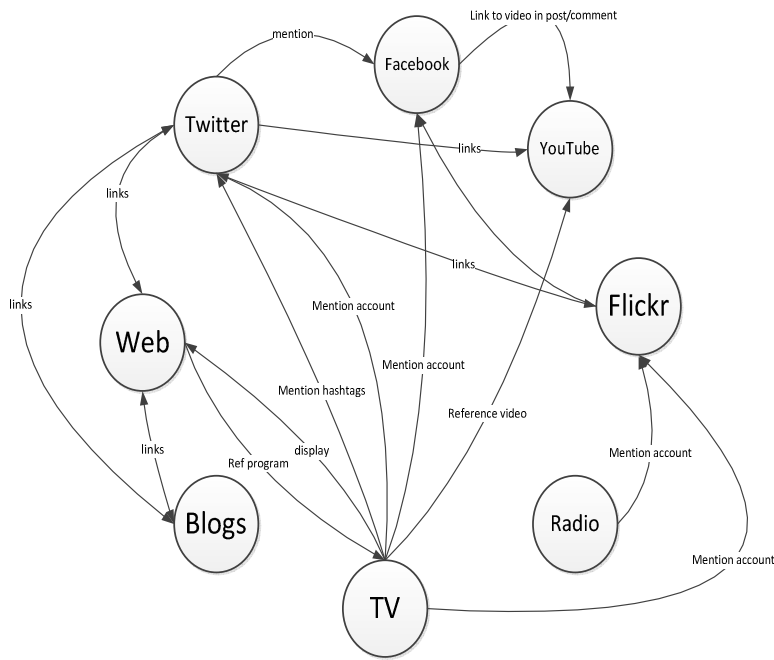 Link to video in post/comment
mention
Facebook
Twitter
links
YouTube
links
links
Flickr
links
Mention account
Web
Mention account
Mention hashtags
Reference video
links
display
Mention account
Ref program
Blogs
Radio
Mention account
TV